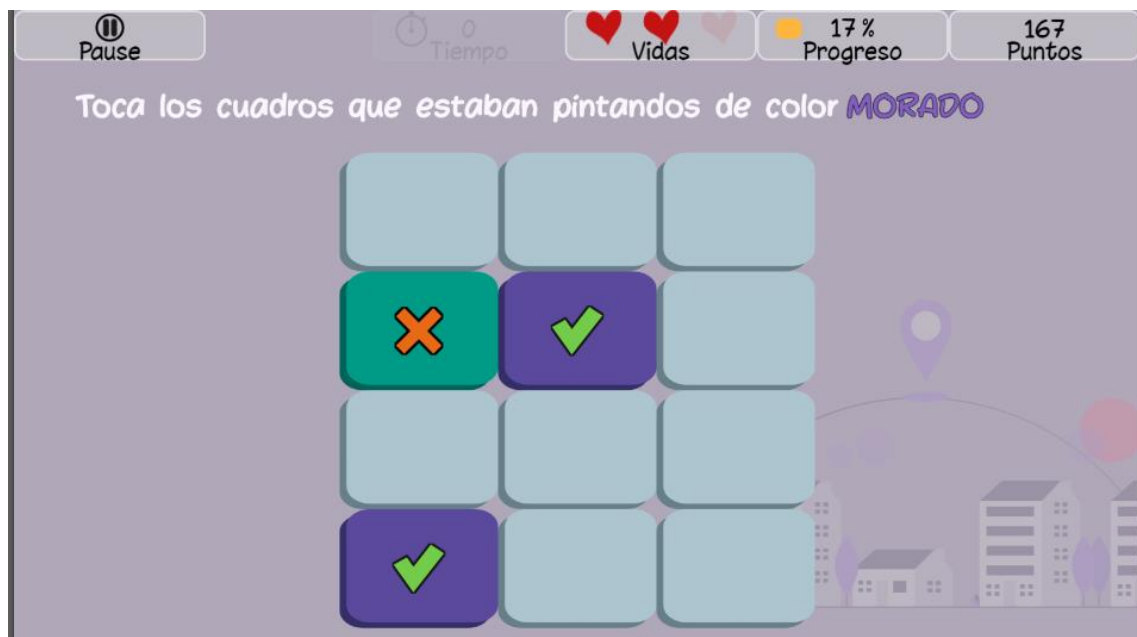 Pause
0
Tiempo
Vidas
17 %
Progreso
167
Puntos
Toca los cuadros que estaban pintandos de color MORADO